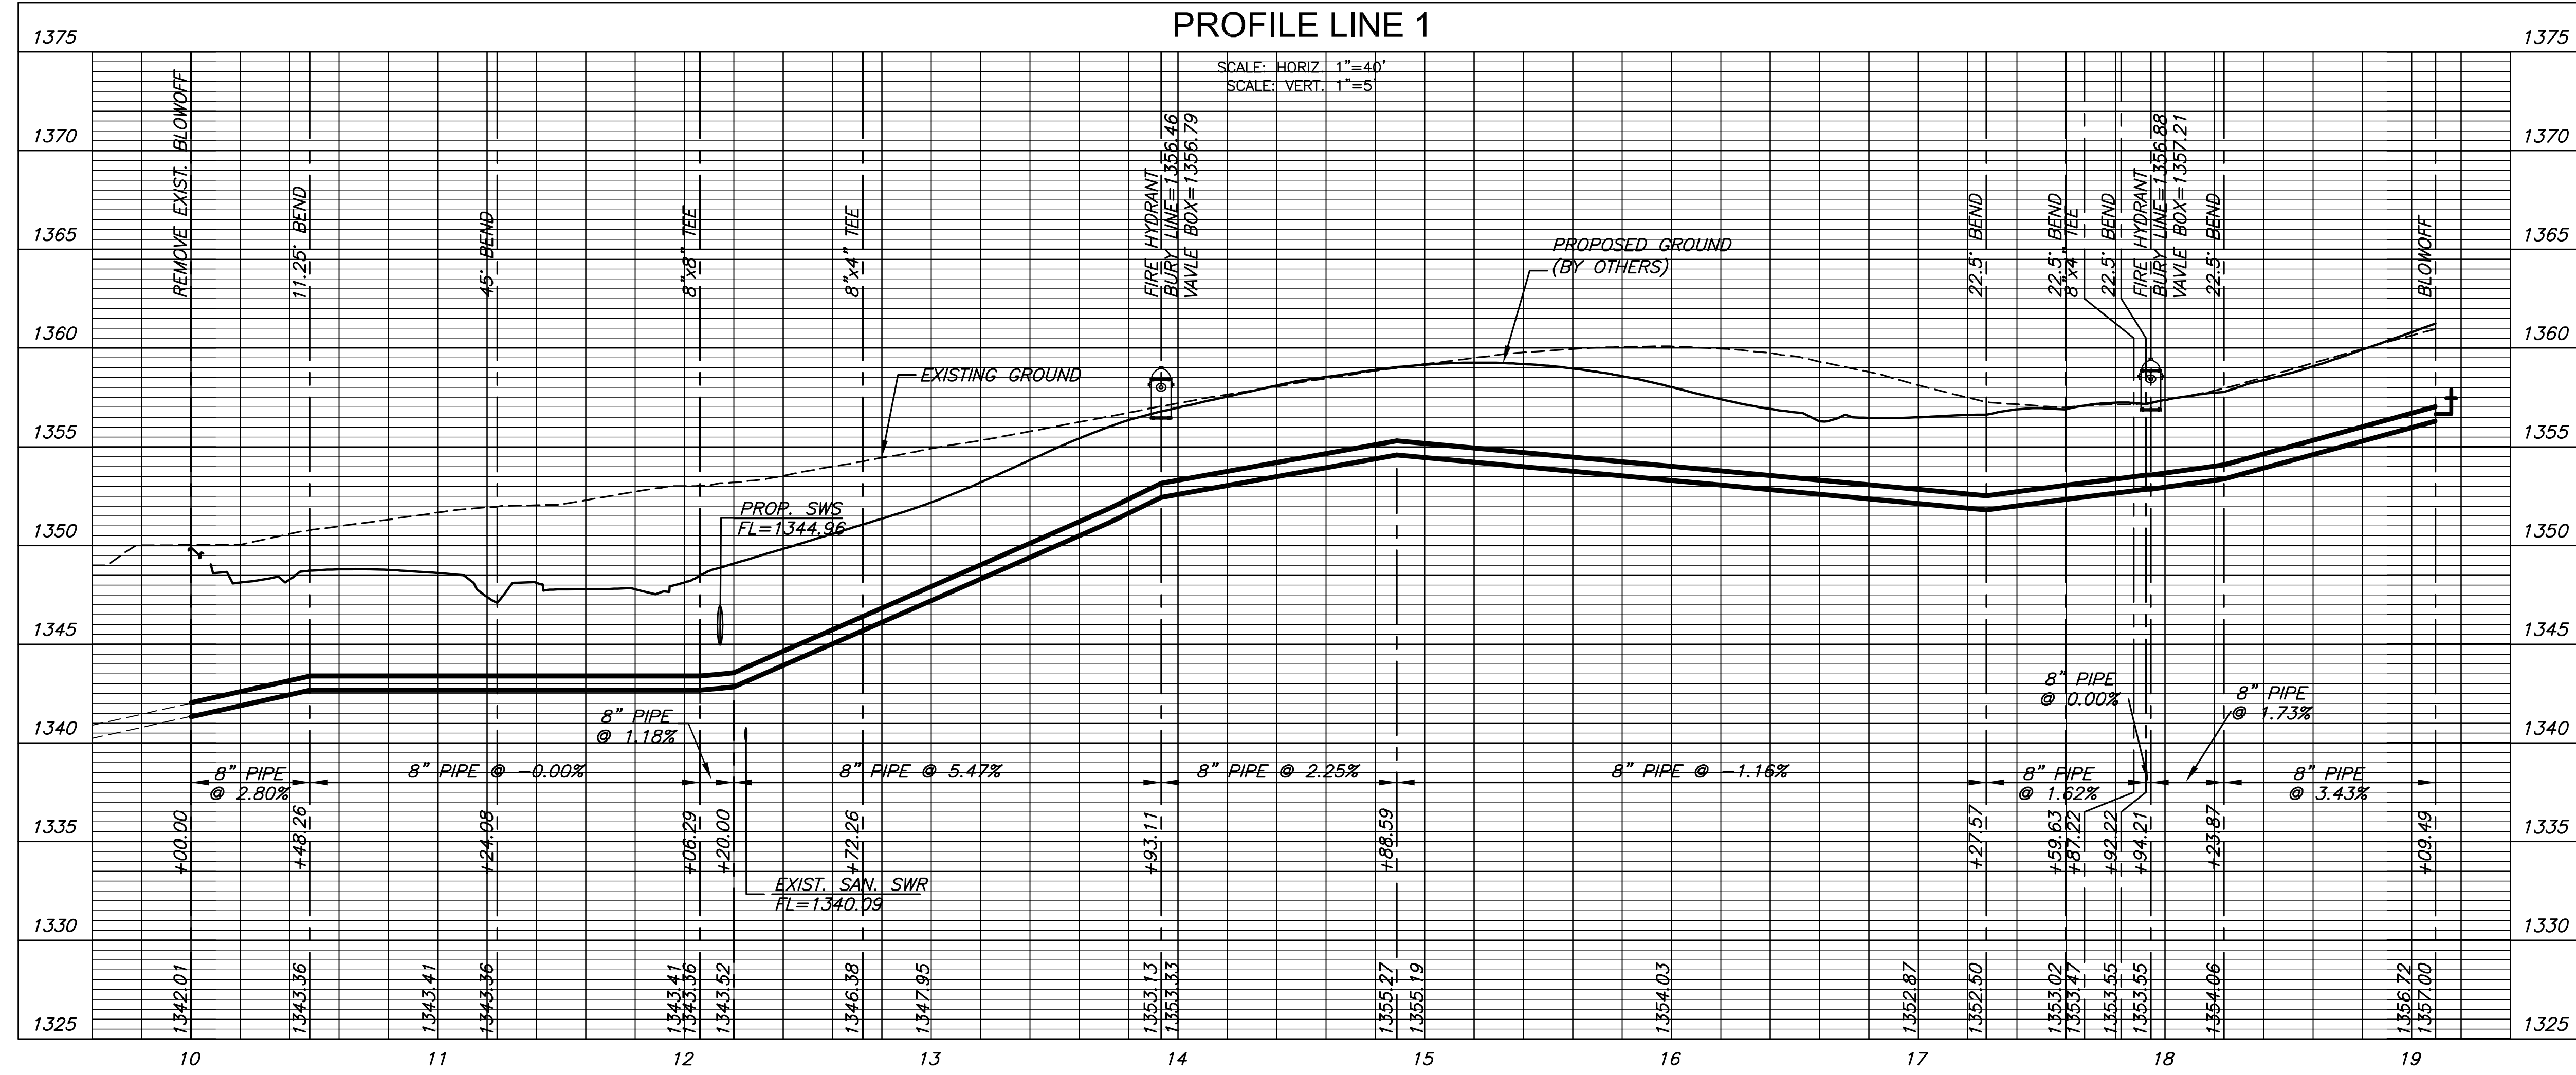 PROFILE LINE 1
SCALE: HORIZ. 1"=40'
SCALE: VERT. 1"=5'
1375
1375
1370
1370
1365
1365
1360
1360
1355
1355
1350
1350
1345
1345
1340
1340
1335
1335
1330
1330
1325
1325
REMOVE EXIST. BLOWOFF
11.25° BEND
45° BEND
8"x8" TEE
8"x4" TEE
FIRE HYDRANT
BURY LINE=1356.46
VAVLE BOX=1356.79
22.5° BEND
22.5° BEND
8"x4" TEE
22.5° BEND
FIRE HYDRANT
BURY LINE=1356.88
VAVLE BOX=1357.21
22.5° BEND
BLOWOFF
PROPOSED GROUND
(BY OTHERS)
EXISTING GROUND
PROP. SWS
FL=1344.96
8" PIPE
@ 2.80%
8" PIPE @ -0.00%
8" PIPE
@ 1.18%
8" PIPE @ 5.47%
8" PIPE @ 2.25%
8" PIPE @ -1.16%
8" PIPE
@ 1.62%
8" PIPE
@ 0.00%
8" PIPE
@ 1.73%
8" PIPE
@ 3.43%
EXIST. SAN. SWR
FL=1340.09
+00.00
+48.26
+24.08
+06.29
+20.00
+72.26
+93.11
+88.59
+27.57
+59.63
+87.22
+92.22
+94.21
+23.87
+09.49
1342.01
1343.36
1343.41
1343.36
1343.41
1343.36
1343.52
1346.38
1347.95
1353.13
1353.33
1355.27
1355.19
1354.03
1352.87
1352.50
1353.02
1353.47
1353.55
1353.55
1354.06
1356.72
1357.00
10
11
12
13
14
15
16
17
18
19